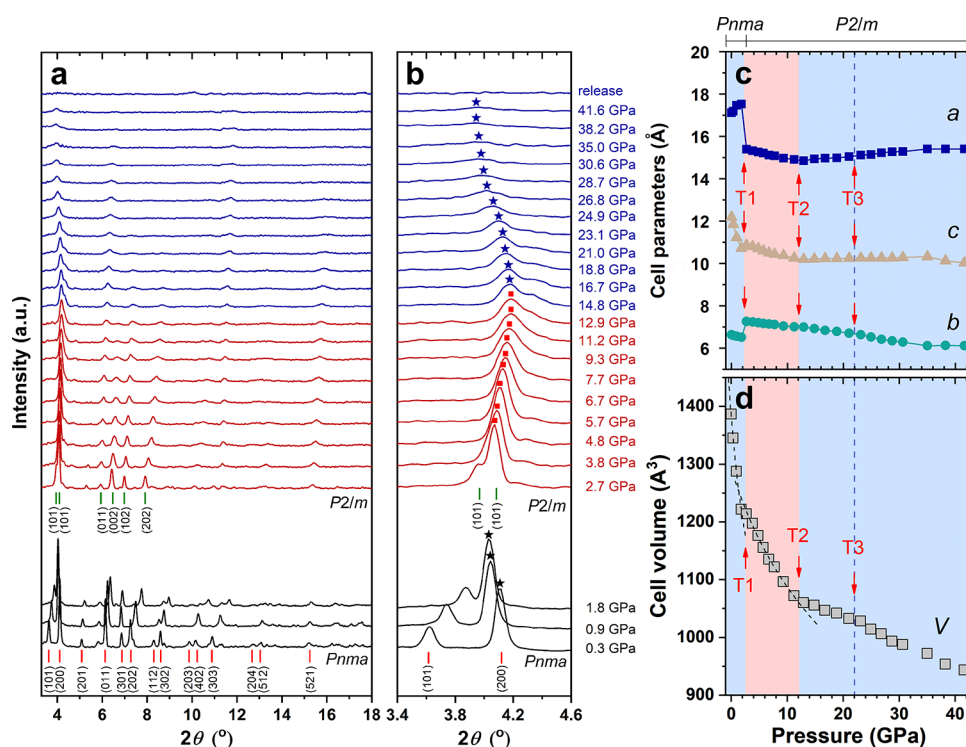 a
Intensity (a.u.)
P2/m
(101)
(101)
(011)
(002)
(102)
(202)
Pnma
(101)
(200)
(201)
(011)
(301)
(202)
(112)
(302)
(203)
(402)
(303)
(204)
(512)
(521)
4 6 8 10 12 14 16 18
2θ (°)
b
release
41.6 GPa
38.2 GPa
35.0 GPa
30.6 GPa
28.7 GPa
26.8 GPa
24.9 GPa
23.1 GPa
21.0 GPa
18.8 GPa
16.7 GPa
14.8 GPa
12.9 GPa
11.2 GPa
9.3 GPa
7.7 GPa
6.7 GPa
5.7 GPa
4.8 GPa
3.8 GPa
2.7 GPa
P2/m
(101)
(101)
1.8 GPa
0.9 GPa
0.3 GPa
Pnma
(101)
(200)
3.4 3.8 4.2 4.6
2θ (°)
Pnma P2/m
c
20
18
16
14
12
10
8
6
Cell parameters (Å)
a
T1 T2 T3
c
b
d
1400
1300
1200
1100
1000
900
Cell volume (Å3)
T2 T3
T1
V
0 10 20 30 40
Pressure (GPa)